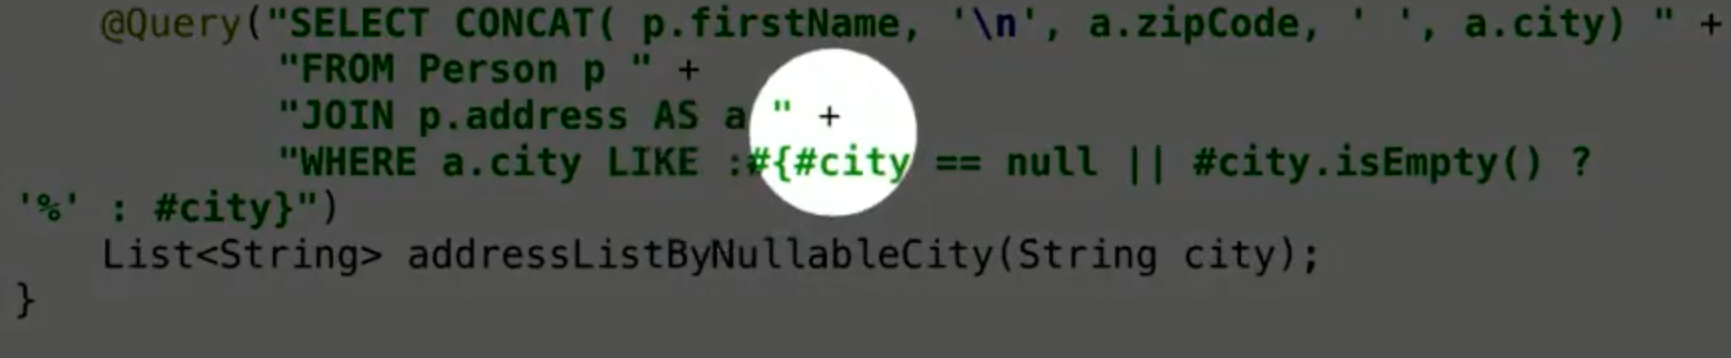 @Query("SELECT CONCAT( p.firstName, '\n', a.zipCode, ' ', a.city) " +
"FROM Person p " +
"JOIN p.address AS a " +
"WHERE a.city LIKE :#{#city == null || #city.isEmpty() ?
'%' : #city}")
List<String> addressListByNullableCity(String city);
}